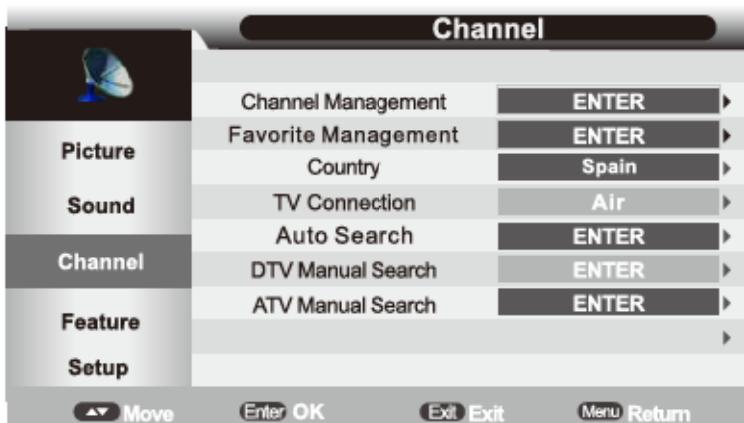 Channel
Channel Management ENTER
Favorite Management ENTER
Country Spain
TV Connection Air
Auto Search ENTER
DTV Manual Search ENTER
ATV Manual Search ENTER
Picture
Sound
Channel
Feature
Setup
Move Enter OK Exit Exit Menu Return